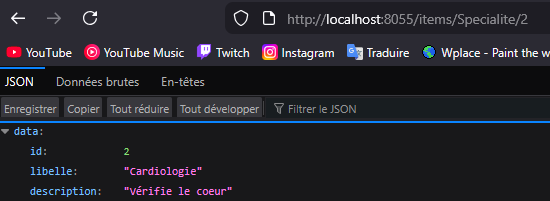 http://localhost:8055/items/Specialite/2
YouTube YouTube Music Twitch Instagram Traduire Wplace - Paint the w
JSON Données brutes En-têtes
Enregistrer Copier Tout réduire Tout développer Filtrer le JSON
data:
id: 2
libelle: "Cardiologie"
description: "Vérifie le coeur"